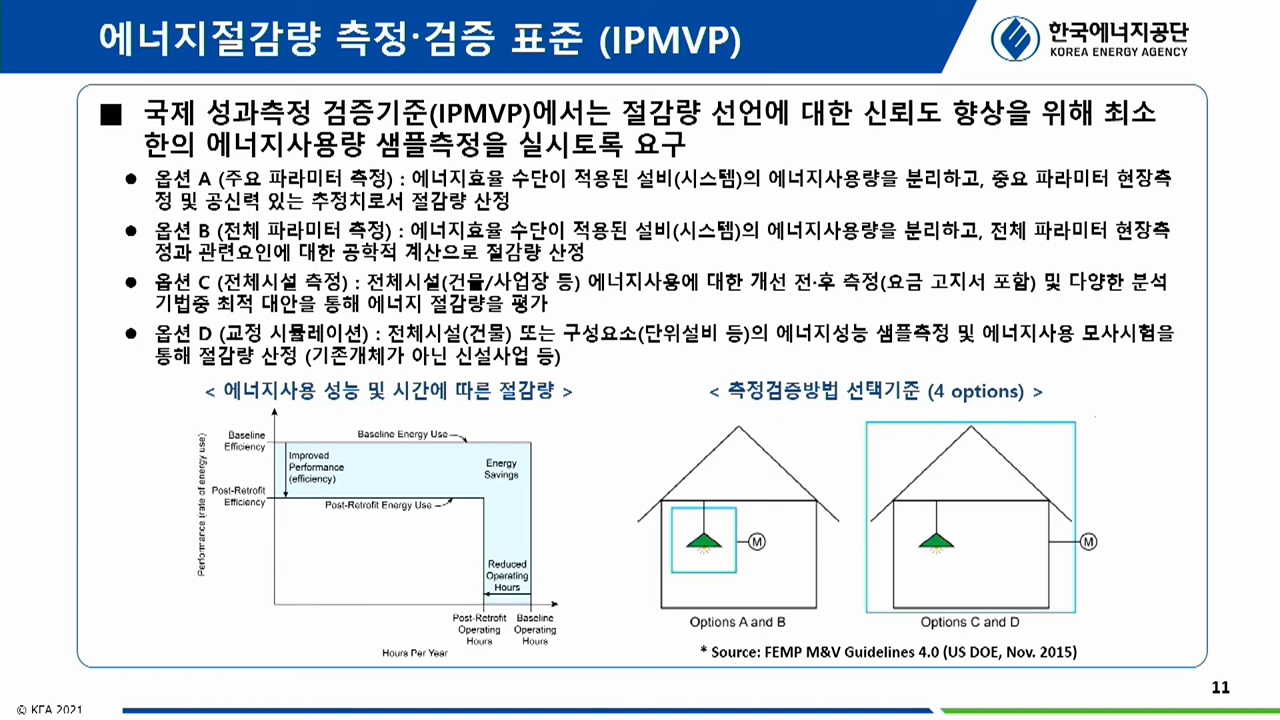 에너지절감량 측정·검증 표준 (IPMVP)
한국에너지공단
KOREA ENERGY AGENCY
■ 국제 성과측정 검증기준(IPMVP)에서는 절감량 선언에 대한 신뢰도 향상을 위해 최소
한의 에너지사용량 샘플측정을 실시토록 요구
● 옵션 A (주요 파라미터 측정) : 에너지효율 수단이 적용된 설비(시스템)의 에너지사용량을 분리하고, 중요 파라미터 현장측
정 및 공신력 있는 추정치로서 절감량 산정
● 옵션 B (전체 파라미터 측정) : 에너지효율 수단이 적용된 설비(시스템)의 에너지사용량을 분리하고, 전체 파라미터 현장측
정과 관련요인에 대한 공학적 계산으로 절감량 산정
● 옵션 C (전체시설 측정) : 전체시설(건물/사업장 등) 에너지사용에 대한 개선 전·후 측정(요금 고지서 포함) 및 다양한 분석
기법중 최적 대안을 통해 에너지 절감량을 평가
● 옵션 D (교정 시뮬레이션) : 전체시설(건물) 또는 구성요소(단위설비 등)의 에너지성능 샘플측정 및 에너지사용 모사시험을
통해 절감량 산정 (기존개체가 아닌 신설사업 등)
< 에너지사용 성능 및 시간에 따른 절감량 >
Performance (rate of energy use)
Baseline
Efficiency
Post-Retrofit
Efficiency
Baseline Energy Use
Improved
Performance
(efficiency)
Energy
Savings
Post-Retrofit Energy Use
Reduced
Operating
Hours
Post-Retrofit
Operating
Hours
Baseline
Operating
Hours
Hours Per Year
< 측정검증방법 선택기준 (4 options) >
M
M
Options A and B
Options C and D
* Source: FEMP M&V Guidelines 4.0 (US DOE, Nov. 2015)
11
© KEA 2021